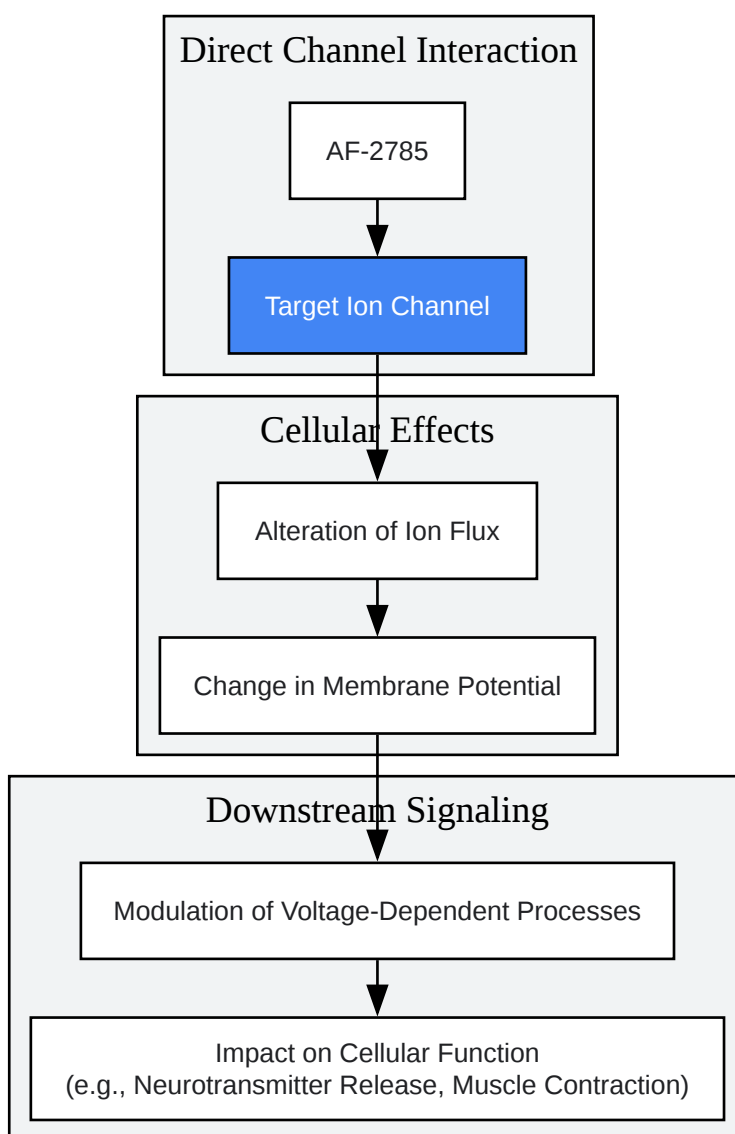 Direct Channel Interaction
AF-2785
Target Ion Channel
Cellular Effects
Alteration of Ion Flux
Change in Membrane Potential
Downstream Signaling
Modulation of Voltage-Dependent Processes
Impact on Cellular Function
(e.g., Neurotransmitter Release, Muscle Contraction)